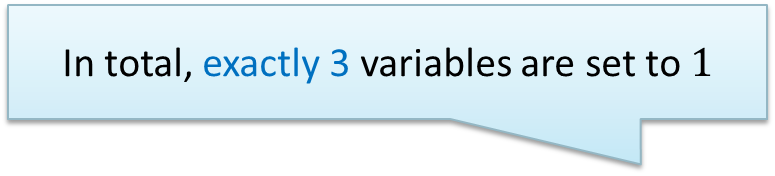 In total, exactly 3 variables are set to 1